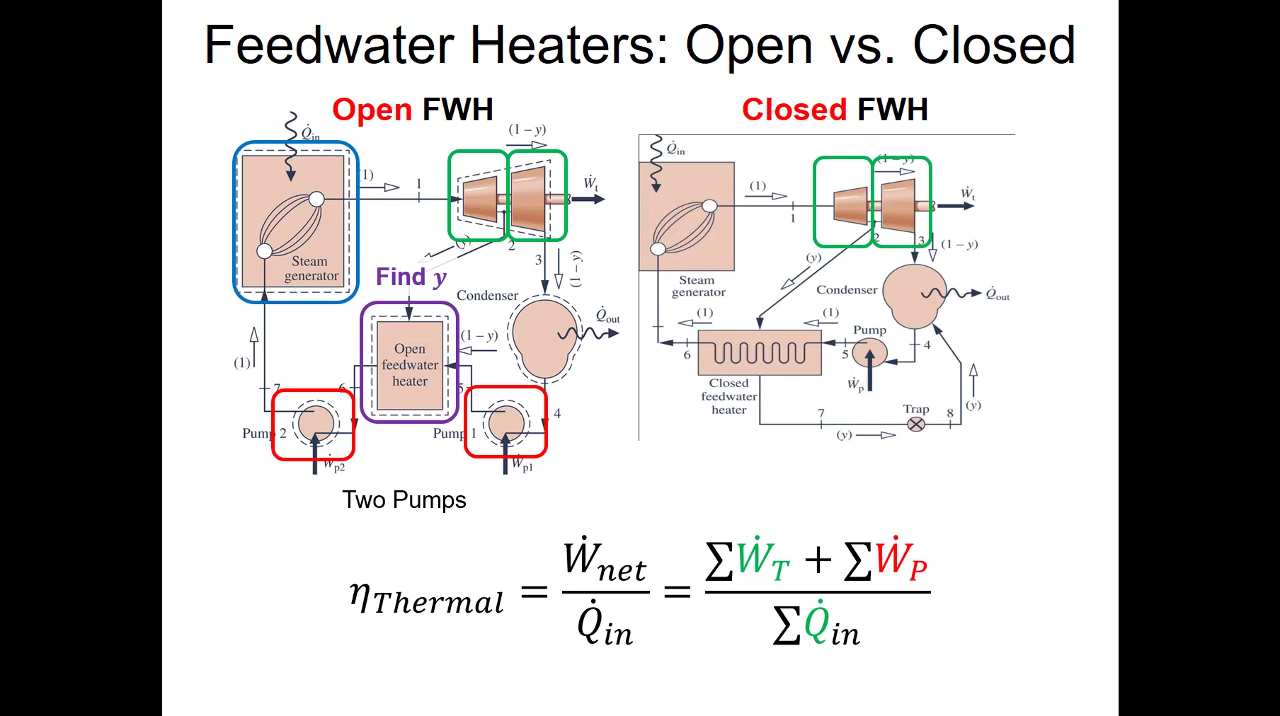 Feedwater Heaters: Open vs. Closed
Open FWH
Closed FWH
Q̇in
(1 – y)
(1)
1
Ẇt
(y)
2
3
(1 – y)
Steam
generator
Find y
Condenser
Q̇out
Open
feedwater
heater
(1 – y)
(1)
7
6
5
4
Pump 2
Pump 1
Ẇp2
Ẇp1
Two Pumps
Q̇in
(1 – y)
(1)
1
Ẇt
2
3
(1 – y)
(y)
Steam
generator
Condenser
Q̇out
(1)
(1)
Pump
6
5
4
Ẇp
Closed
feedwater
heater
7
Trap
8
(y)
(y)
ηThermal = Ẇnet / Q̇in = ∑ẆT + ∑ẆP / ∑Q̇in